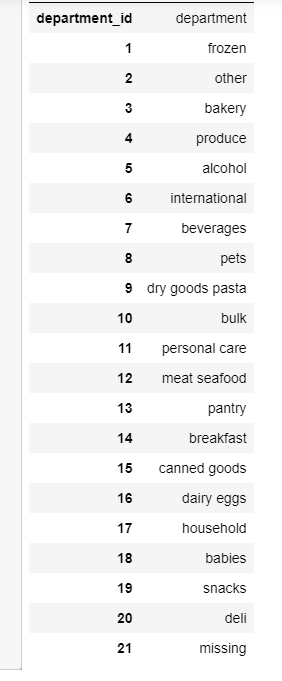 department_id department
1 frozen
2 other
3 bakery
4 produce
5 alcohol
6 international
7 beverages
8 pets
9 dry goods pasta
10 bulk
11 personal care
12 meat seafood
13 pantry
14 breakfast
15 canned goods
16 dairy eggs
17 household
18 babies
19 snacks
20 deli
21 missing